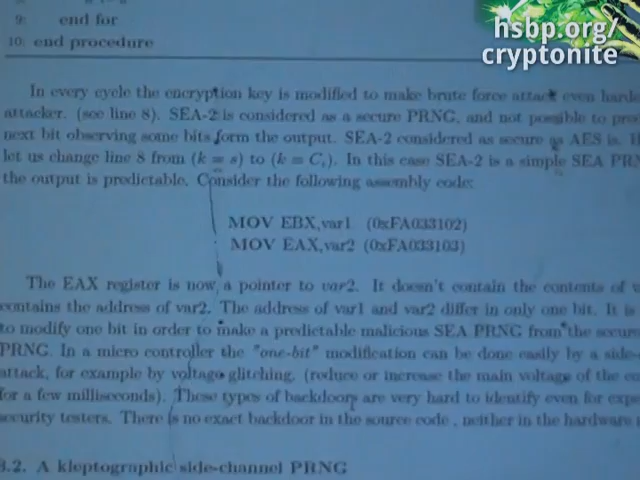 hsbp.org/
cryptonite
9: end for
10: end procedure
In every cycle the encryption key is modified to make brute force attack even harde
attacker. (see line 8). SEA-2 is considered as a secure PRNG, and not possible to pre
next bit observing some bits form the output. SEA-2 considered as secure as AES is.
let us change line 8 from (k = s) to (k = Cᵢ). In this case SEA-2 is a simple SEA PRN
the output is predictable. Consider the following assembly code:
MOV EBX,var1 (0xFA033102)
MOV EAX,var2 (0xFA033103)
The EAX register is now a pointer to var2. It doesn't contain the contents of v
contains the address of var2. The address of var1 and var2 differ in only one bit. It is
to modify one bit in order to make a predictable malicious SEA PRNG from the secure
PRNG. In a micro controller the "one-bit" modification can be done easily by a side-
attack, for example by voltage glitching. (reduce or increase the main voltage of the co
for a few milliseconds). These types of backdoors are very hard to identify even for expe
security testers. There is no exact backdoor in the source code , neither in the hardware
3.2. A kleptographic side-channel PRNG